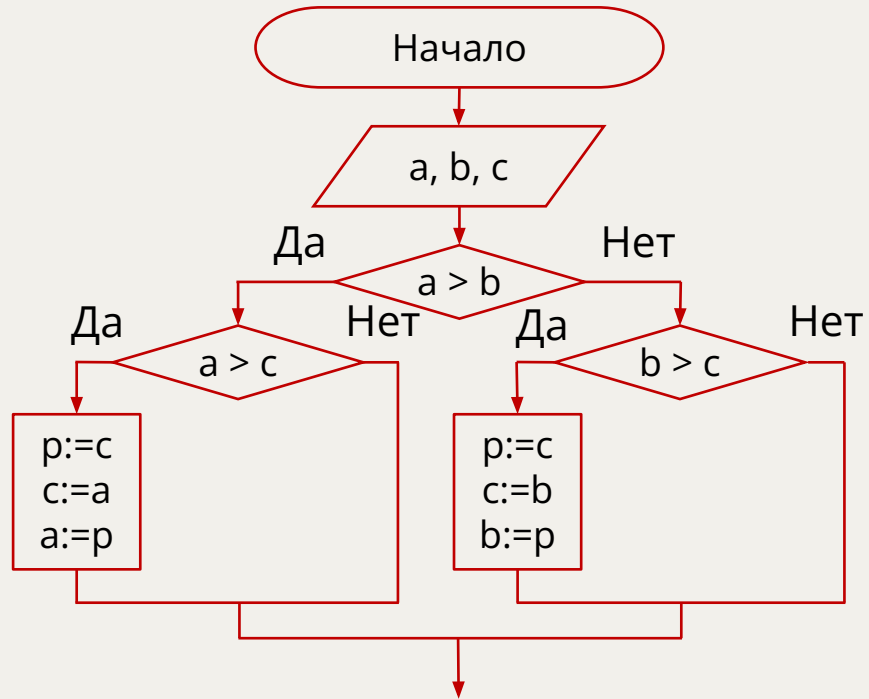 Начало
a, b, c
Да
Нет
a > b
Да
Нет
Да
Нет
a > c
b > c
p:=c
c:=a
a:=p
p:=c
c:=b
b:=p